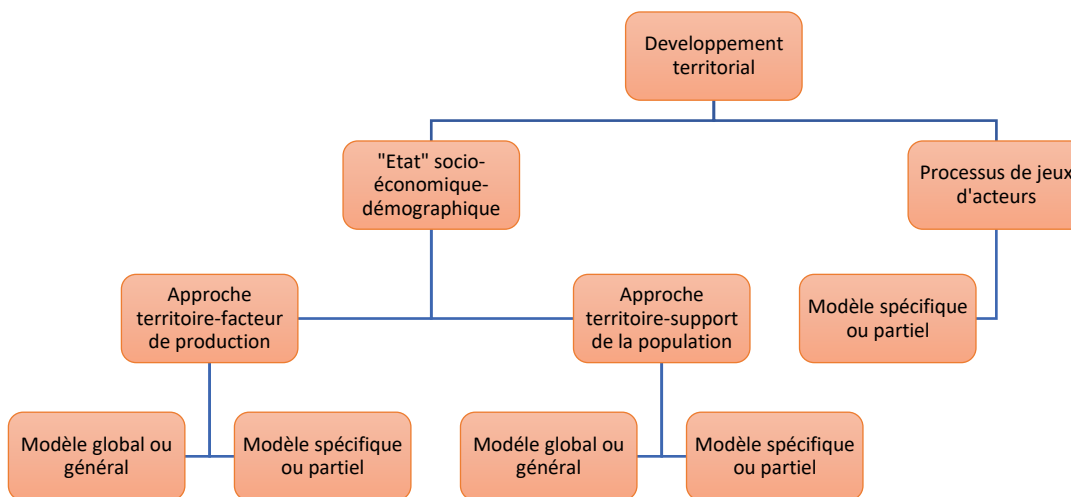 Developpement
territorial
"Etat" socio-
économique-
démographique
Processus de jeux
d'acteurs
Approche
territoire-facteur
de production
Approche
territoire-support
de la population
Modèle spécifique
ou partiel
Modèle global ou
général
Modèle spécifique
ou partiel
Modéle global ou
général
Modèle spécifique
ou partiel